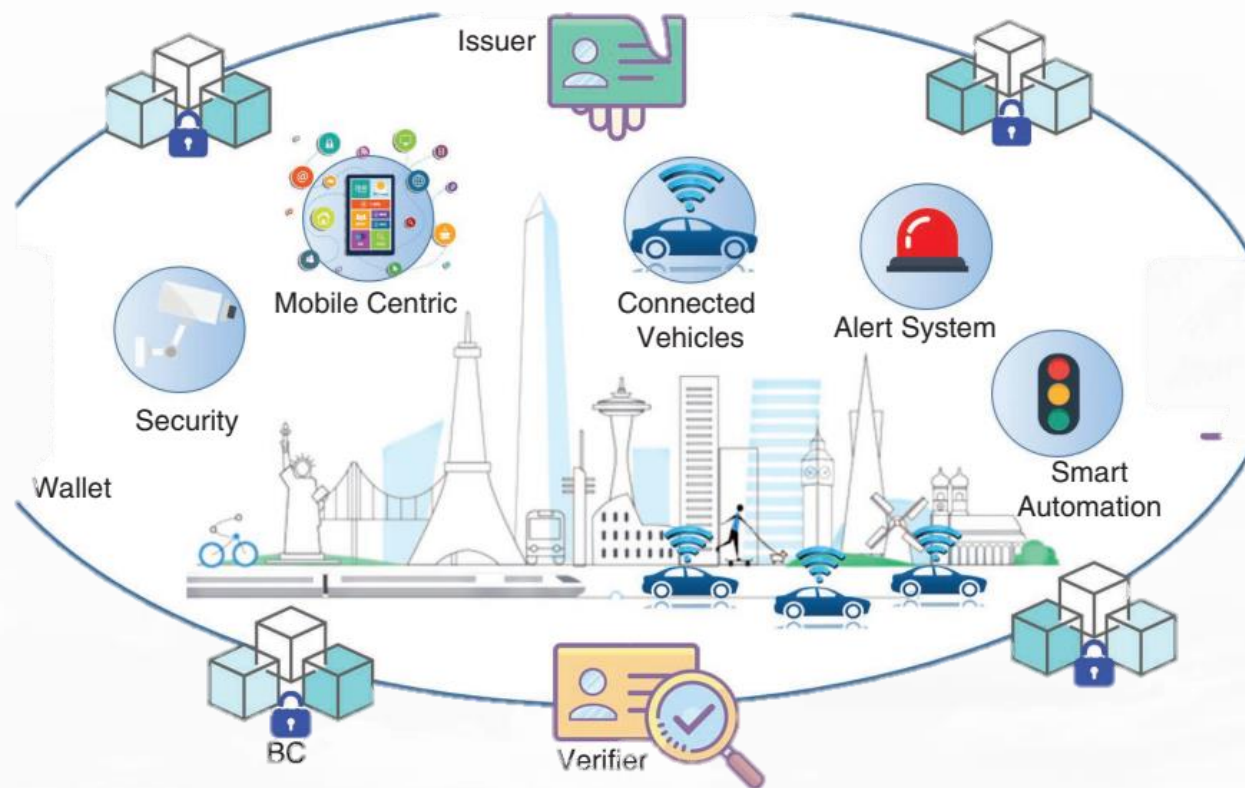 Issuer
Mobile Centric
Connected
Vehicles
Alert System
Security
Smart
Automation
Wallet
BC
Verifier